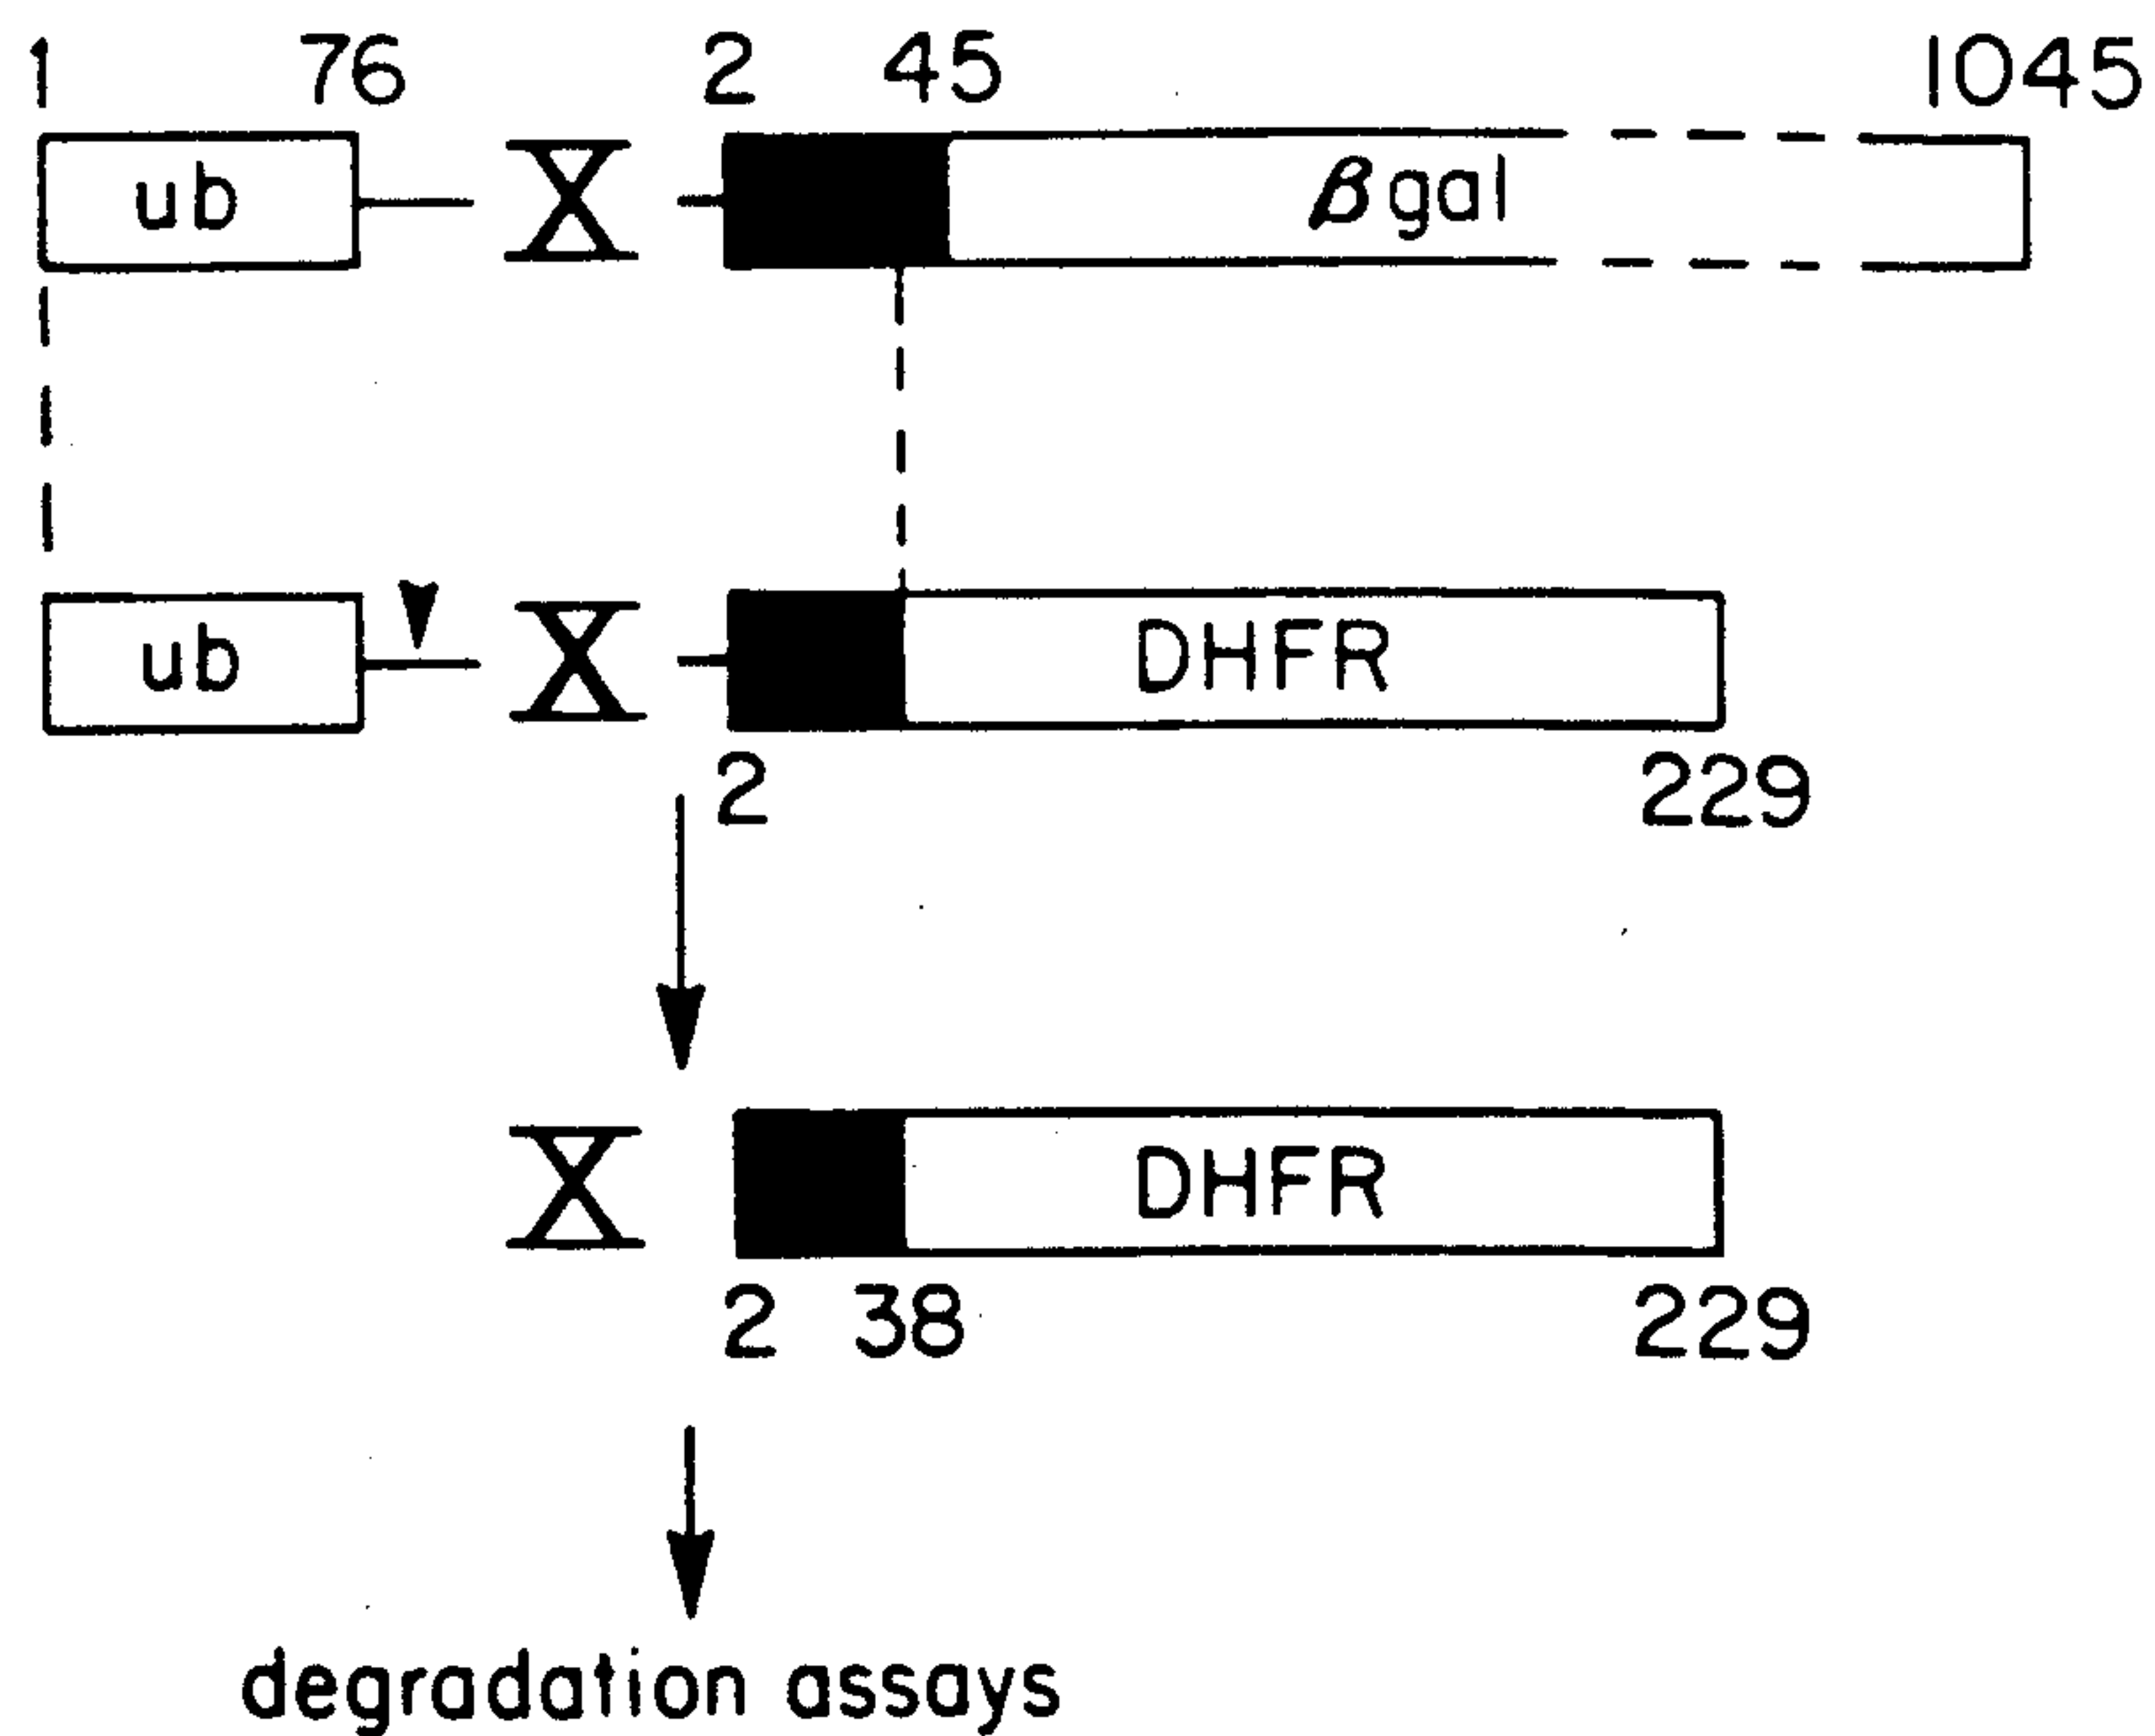 1 76 2 45 1045
ub X βgal
ub X DHFR
2 229
X DHFR
2 38 229
degradation assays